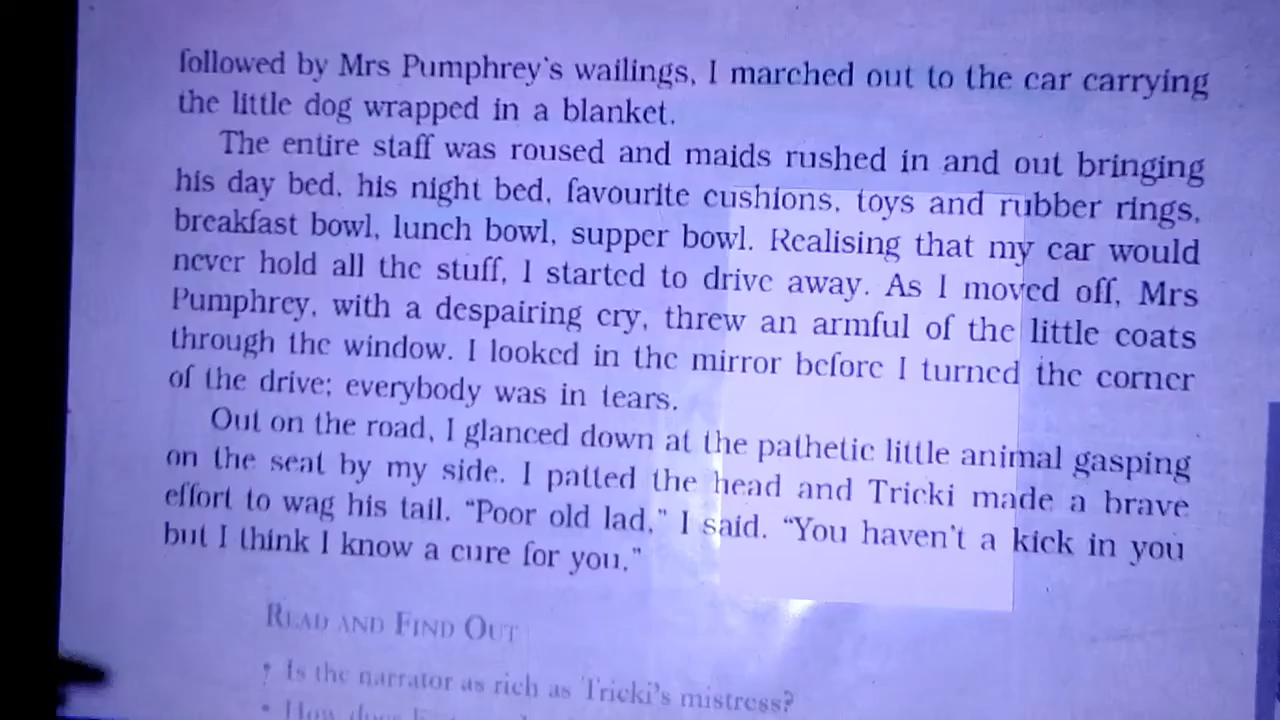 followed by Mrs Pumphrey's wailings, I marched out to the car carrying
the little dog wrapped in a blanket.
The entire staff was roused and maids rushed in and out bringing
his day bed, his night bed, favourite cushions, toys and rubber rings,
breakfast bowl, lunch bowl, supper bowl. Realising that my car would
never hold all the stuff, I started to drive away. As I moved off, Mrs
Pumphrey, with a despairing cry, threw an armful of the little coats
through the window. I looked in the mirror before I turned the corner
of the drive; everybody was in tears.
Out on the road, I glanced down at the pathetic little animal gasping
on the seat by my side. I patted the head and Tricki made a brave
effort to wag his tail. “Poor old lad,” I said. “You haven't a kick in you
but I think I know a cure for you.”
READ AND FIND OUT
• Is the narrator as rich as Tricki's mistress?
• How does